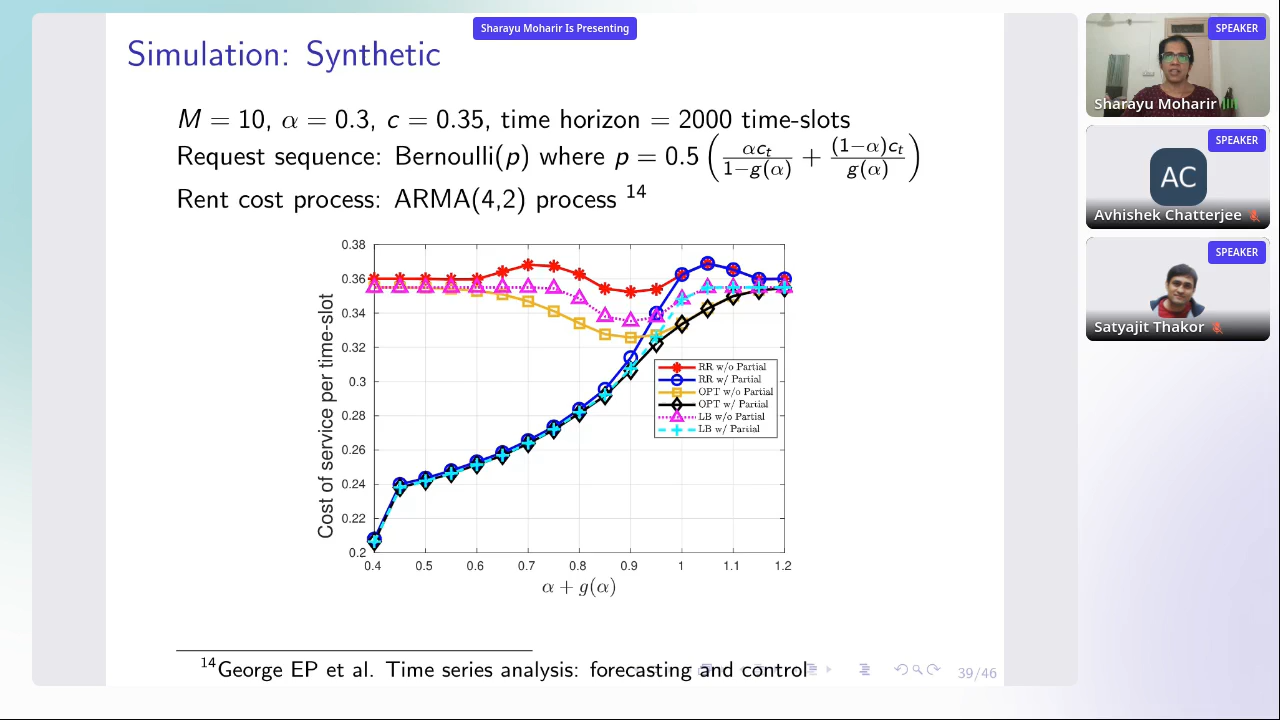 Sharayu Moharir Is Presenting
Simulation: Synthetic
M = 10, α = 0.3, c = 0.35, time horizon = 2000 time-slots
Request sequence: Bernoulli(p) where p = 0.5 ( αc_t / 1−g(α) + (1−α)c_t / g(α) )
Rent cost process: ARMA(4,2) process 14
Cost of service per time-slot
0.38
0.36
0.34
0.32
0.3
0.28
0.26
0.24
0.22
0.2
RR w/o Partial
RR w/ Partial
OPT w/o Partial
OPT w/ Partial
LB w/o Partial
LB w/ Partial
0.4 0.5 0.6 0.7 0.8 0.9 1 1.1 1.2
α + g(α)
14 George EP et al. Time series analysis: forecasting and control
39/46
SPEAKER
Sharayu Moharir
SPEAKER
AC
Avhishek Chatterjee
SPEAKER
Satyajit Thakor